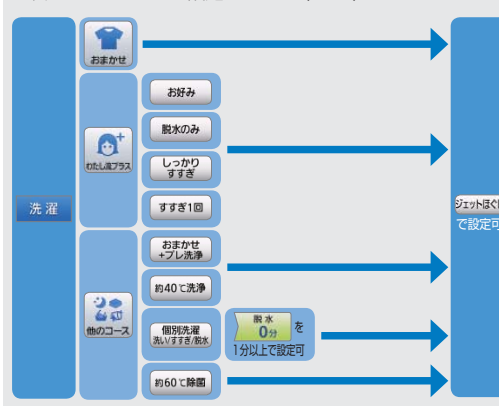 おまかせ
お好み
脱水のみ
わたし流プラス
しっかり
すすぎ
すすぎ1回
洗濯
ジェットほぐ
で設定可
おまかせ
+プレ洗浄
約40℃洗浄
他のコース
個別洗濯
洗い/すすぎ/脱水
脱水
0分
を
1分以上で設定可
約60℃除菌